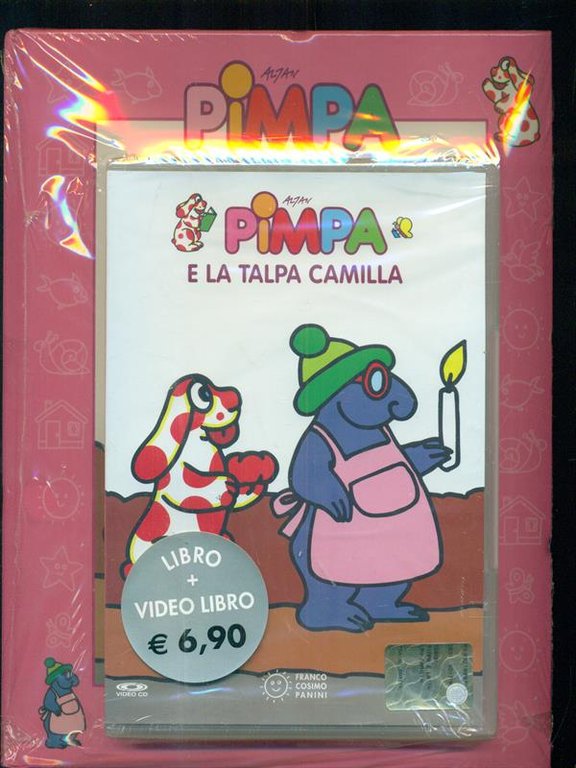 ALTAN
PIMPA
ALTAN
PIMPA
E LA TALPA CAMILLA
LIBRO
+
VIDEO LIBRO
€ 6,90
VIDEO CD
FRANCO
COSIMO
PANINI